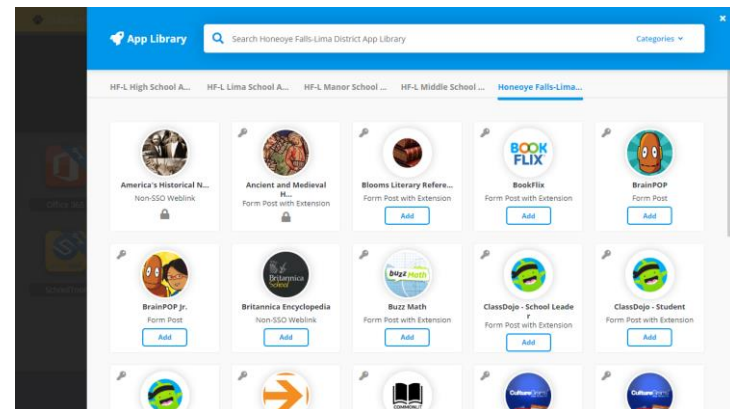 App Library
Search Honeoye Falls-Lima District App Library
Categories
HF-L High School A...
HF-L Lima School A...
HF-L Manor School ...
HF-L Middle School ...
Honeoye Falls-Lima...
America's Historical N...
Non-SSO Weblink
Ancient and Medieval
H...
Form Post with Extension
Blooms Literary Refere...
Form Post with Extension
Add
BOOK
FLIX
BookFlix
Form Post with Extension
Add
BrainPOP
Form Post
Add
BrainPOP Jr.
Form Post
Add
Britannica
School
Britannica Encyclopedia
Non-SSO Weblink
Add
Buzz Math
Buzz Math
Form Post with Extension
Add
ClassDojo - School Leade
r
Form Post with Extension
Add
ClassDojo - Student
Form Post with Extension
Add
COMMONLIT
CultureGrams
CultureGrams